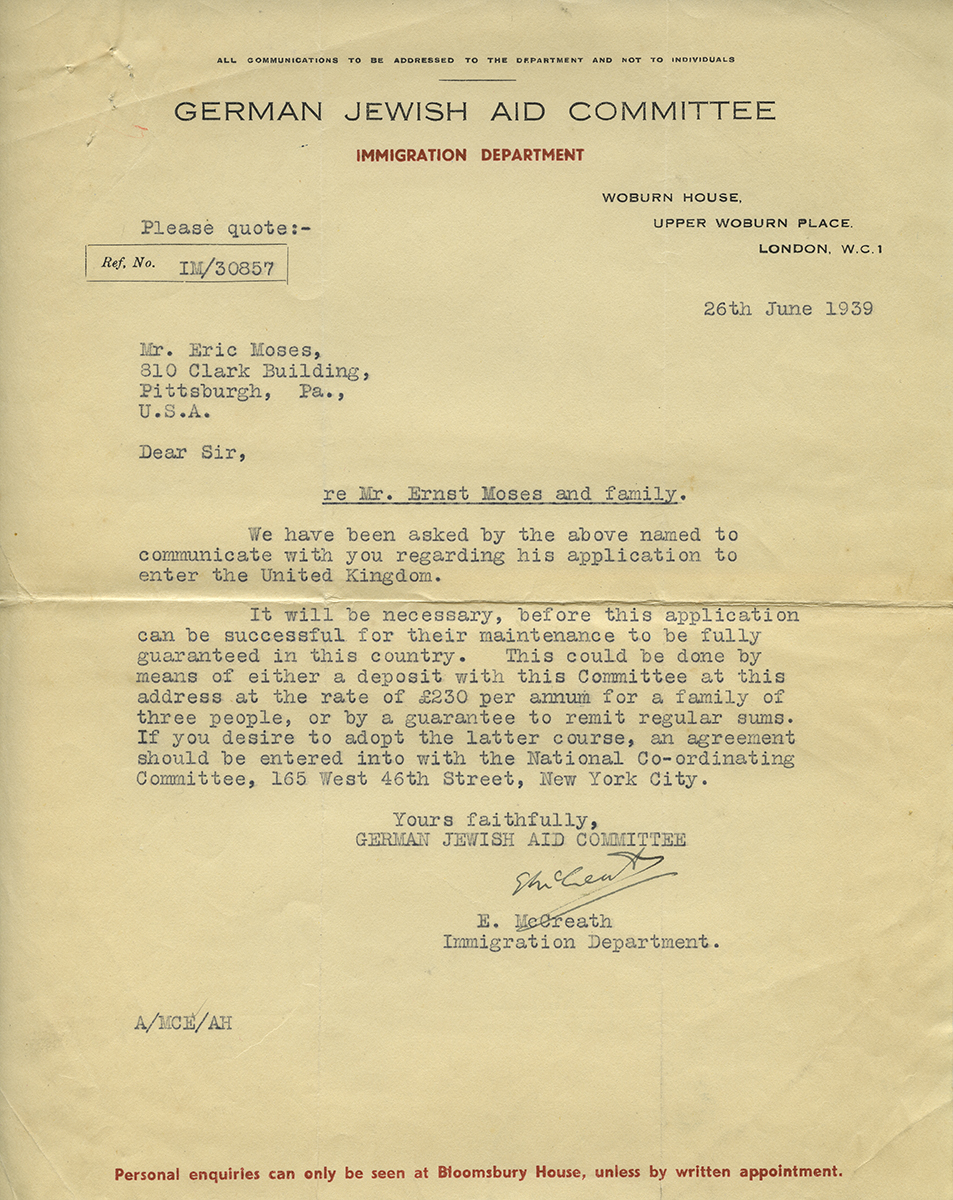 ALL COMMUNICATIONS TO BE ADDRESSED TO THE DEPARTMENT AND NOT TO INDIVIDUALS
GERMAN JEWISH AID COMMITTEE
IMMIGRATION DEPARTMENT
WOBURN HOUSE,
UPPER WOBURN PLACE.
LONDON, W.C.1
Please quote:-
Ref. No. IM/30857
26th June 1939
Mr. Eric Moses,
810 Clark Building,
Pittsburgh, Pa.,
U.S.A.
Dear Sir,
re Mr. Ernst Moses and family.
We have been asked by the above named to
communicate with you regarding his application to
enter the United Kingdom.
It will be necessary, before this application
can be successful for their maintenance to be fully
guaranteed in this country. This could be done by
means of either a deposit with this Committee at this
address at the rate of £230 per annum for a family of
three people, or by a guarantee to remit regular sums.
If you desire to adopt the latter course, an agreement
should be entered into with the National Co-ordinating
Committee, 165 West 46th Street, New York City.
Yours faithfully,
GERMAN JEWISH AID COMMITTEE
E McCreath
E. McCreath
Immigration Department.
A/MCE/AH
Personal enquiries can only be seen at Bloomsbury House, unless by written appointment.